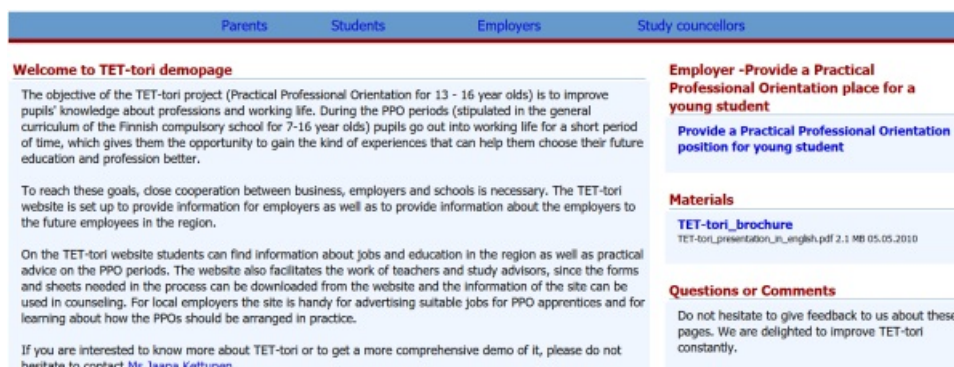 Parents Students Employers Study councellors
Welcome to TET-tori demopage
The objective of the TET-tori project (Practical Professional Orientation for 13 - 16 year olds) is to improve
pupils' knowledge about professions and working life. During the PPO periods (stipulated in the general
curriculum of the Finnish compulsory school for 7-16 year olds) pupils go out into working life for a short period
of time, which gives them the opportunity to gain the kind of experiences that can help them choose their future
education and profession better.
To reach these goals, close cooperation between business, employers and schools is necessary. The TET-tori
website is set up to provide information for employers as well as to provide information about the employers to
the future employees in the region.
On the TET-tori website students can find information about jobs and education in the region as well as practical
advice on the PPO periods. The website also facilitates the work of teachers and study advisors, since the forms
and sheets needed in the process can be downloaded from the website and the information of the site can be
used in counseling. For local employers the site is handy for advertising suitable jobs for PPO apprentices and for
learning about how the PPOs should be arranged in practice.
If you are interested to know more about TET-tori or to get a more comprehensive demo of it, please do not
hesitate to contact Ms Jaana Kettunen
Employer -Provide a Practical
Professional Orientation place for a
young student
Provide a Practical Professional Orientation
position for young student
Materials
TET-tori_brochure
TET-tori_presentation_in_english.pdf 2.1 MB 05.05.2010
Questions or Comments
Do not hesitate to give feedback to us about these
pages. We are delighted to improve TET-tori
constantly.